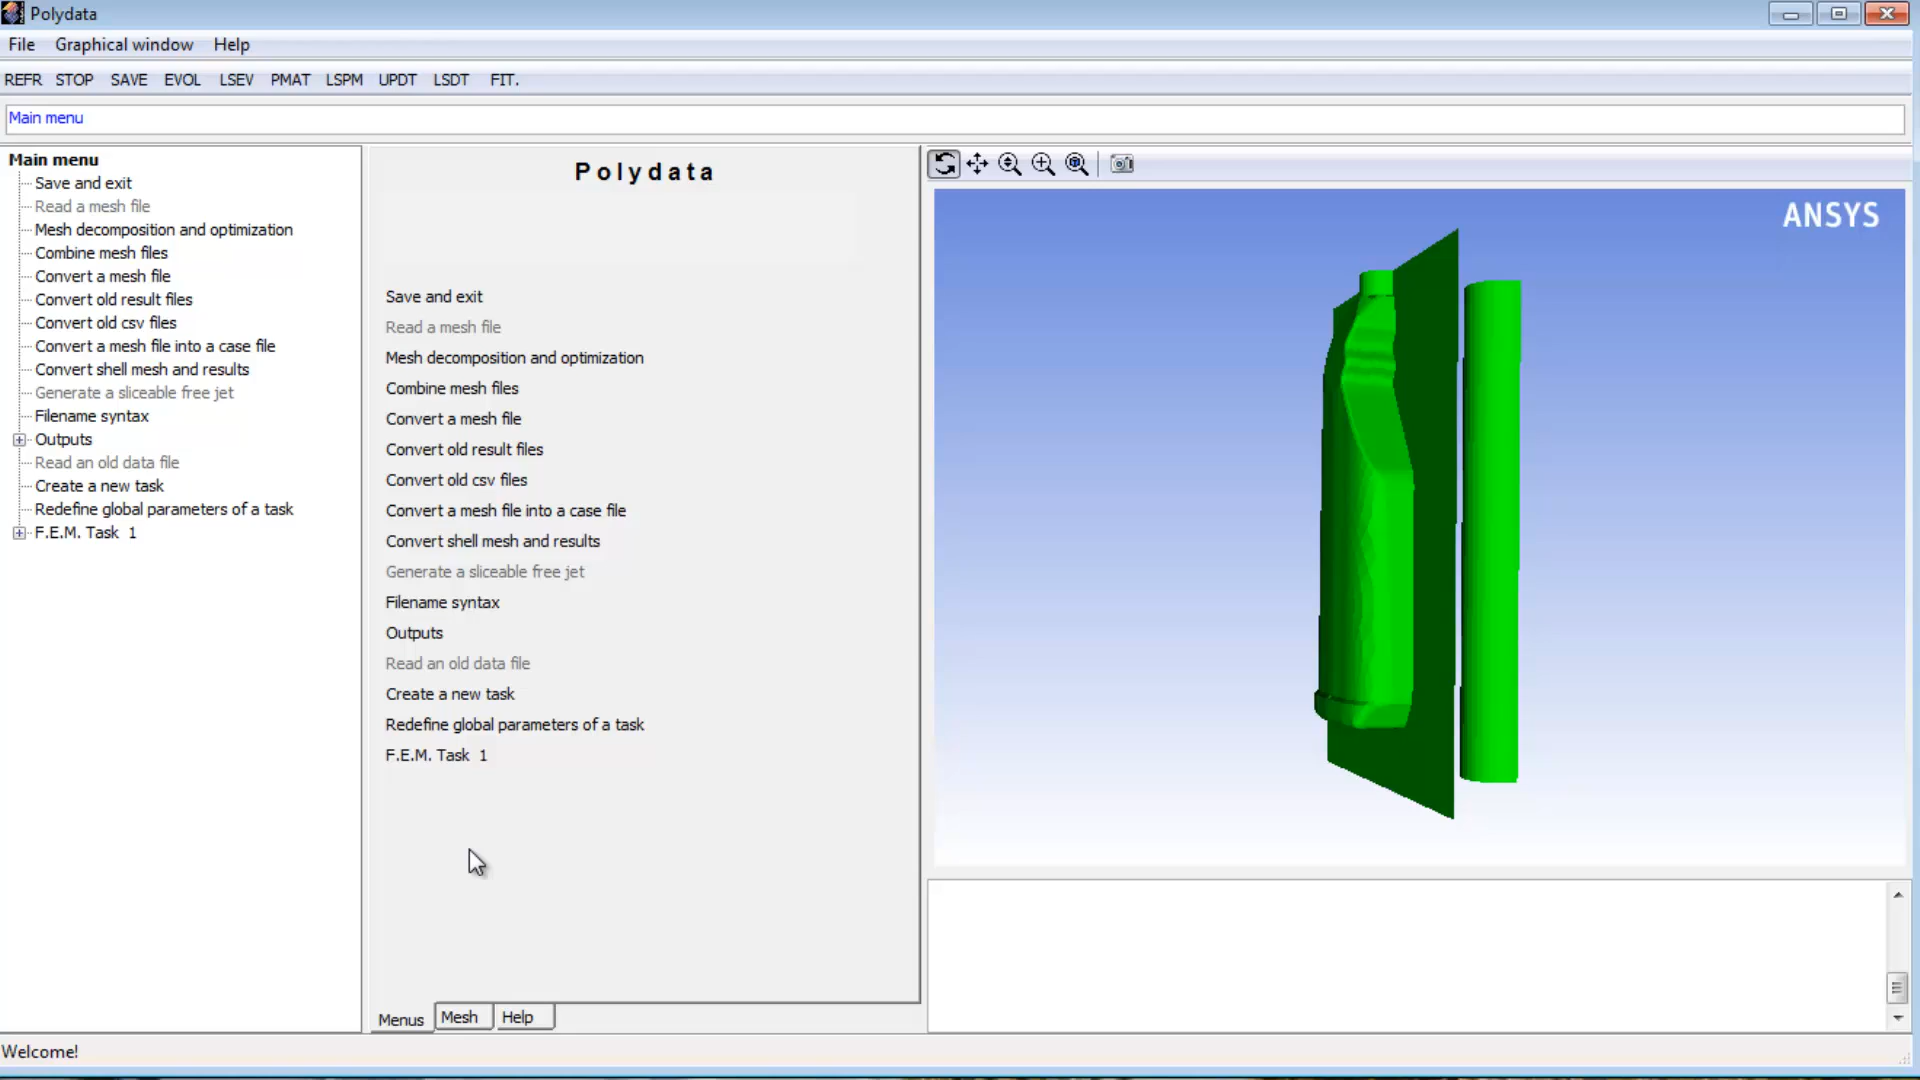 Polydata
File Graphical window Help
REFR STOP SAVE EVOL LSEV PMAT LSPM UPDT LSDT FIT.
Main menu
Main menu
Save and exit
Read a mesh file
Mesh decomposition and optimization
Combine mesh files
Convert a mesh file
Convert old result files
Convert old csv files
Convert a mesh file into a case file
Convert shell mesh and results
Generate a sliceable free jet
Filename syntax
Outputs
Read an old data file
Create a new task
Redefine global parameters of a task
F.E.M. Task 1
Polydata
Save and exit
Read a mesh file
Mesh decomposition and optimization
Combine mesh files
Convert a mesh file
Convert old result files
Convert old csv files
Convert a mesh file into a case file
Convert shell mesh and results
Generate a sliceable free jet
Filename syntax
Outputs
Read an old data file
Create a new task
Redefine global parameters of a task
F.E.M. Task 1
Menus Mesh Help
ANSYS
Welcome!